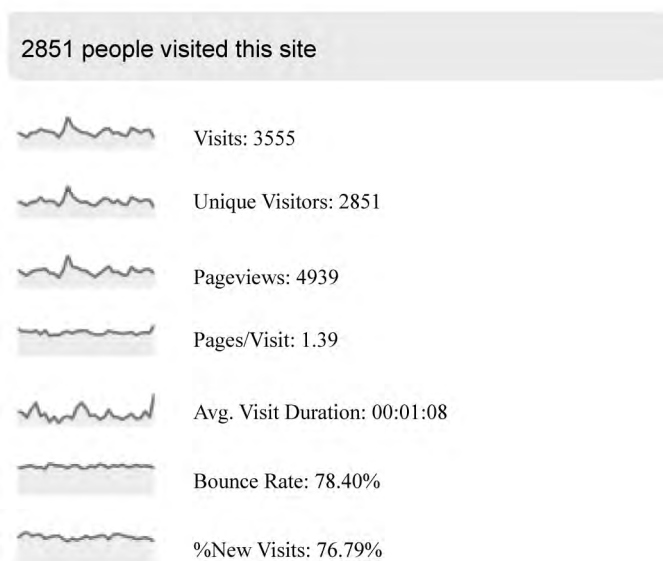 2851 people visited this site
Visits: 3555
Unique Visitors: 2851
Pageviews: 4939
Pages/Visit: 1.39
Avg. Visit Duration: 00:01:08
Bounce Rate: 78.40%
%New Visits: 76.79%